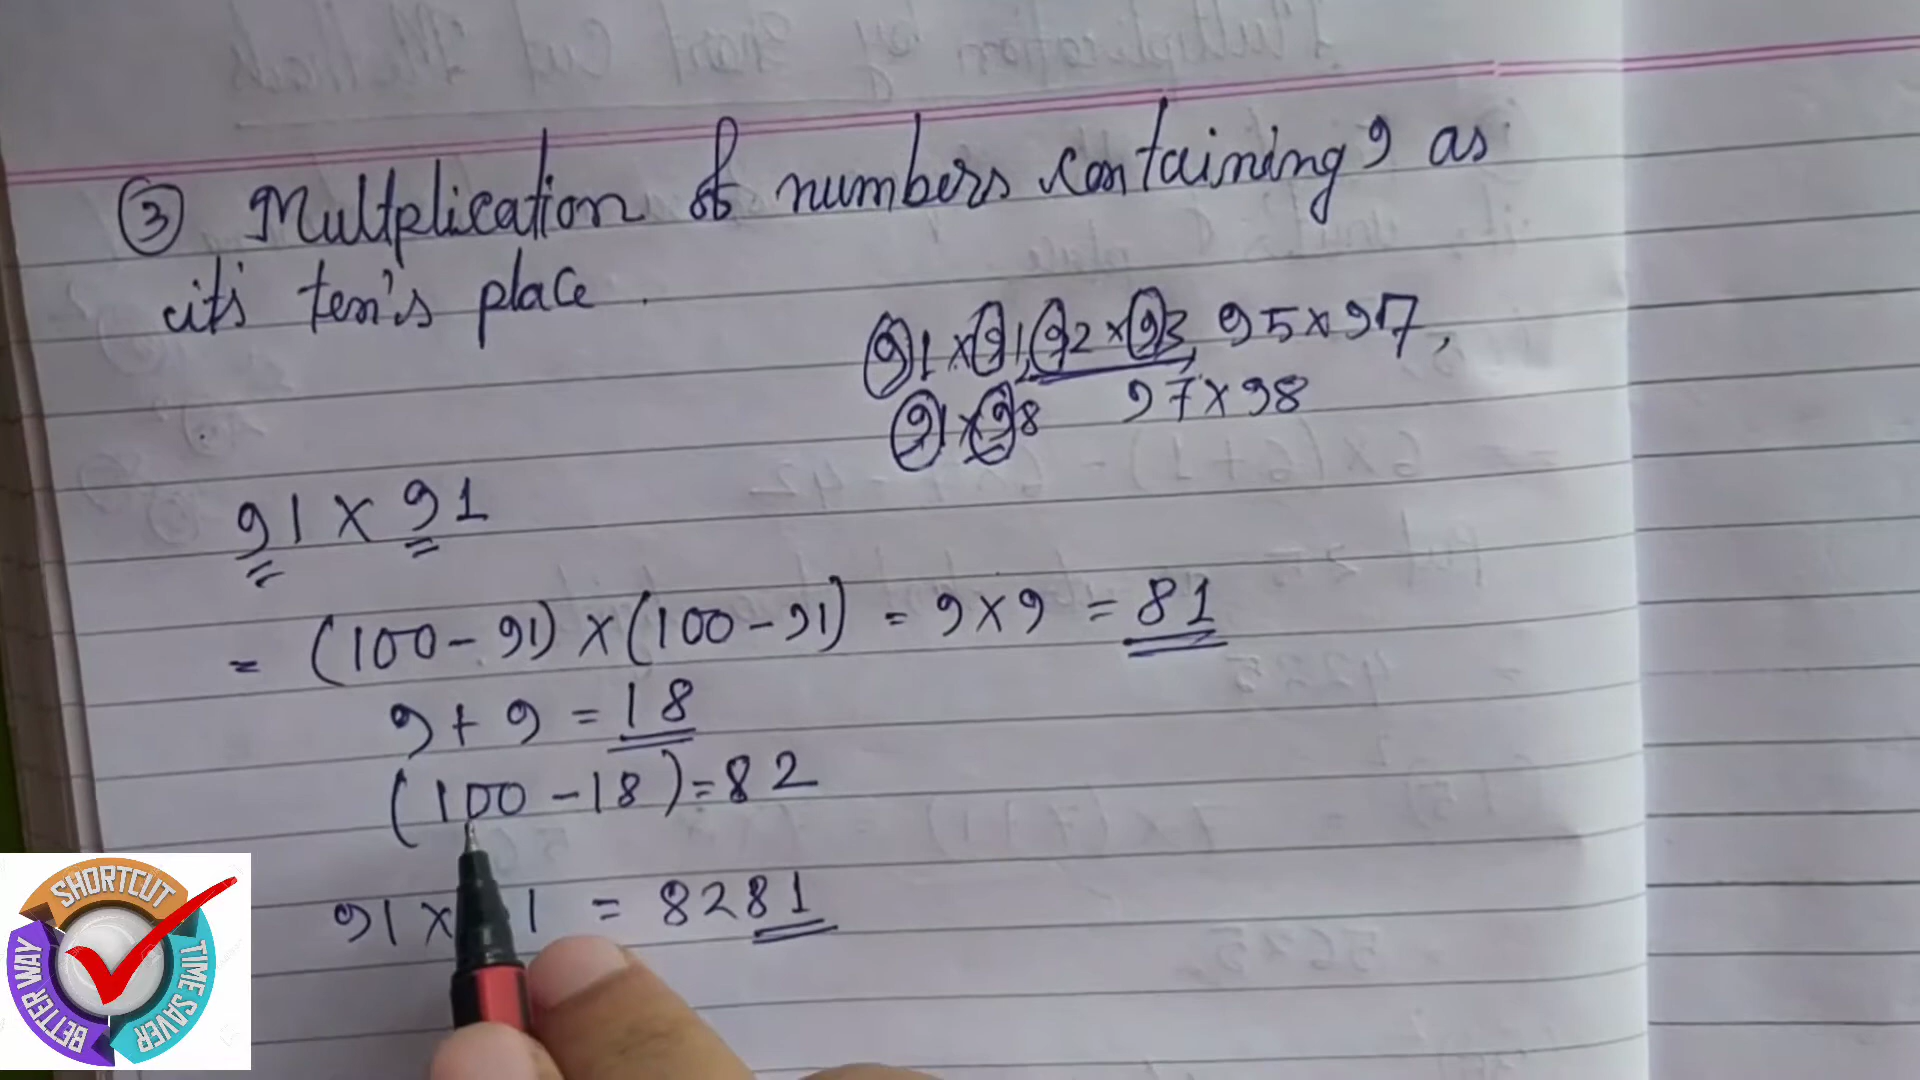 ③ Multplication of numbers containing 9 as
its ten's place.
91×91, 92×93, 95×97,
91×98 97×98
91×91
= (100-91)×(100-91) = 9×9 = 81
9+9 = 18
(100-18)=82
91× 1 = 8281
SHORTCUT
TIME SAVER
BETTER WAY